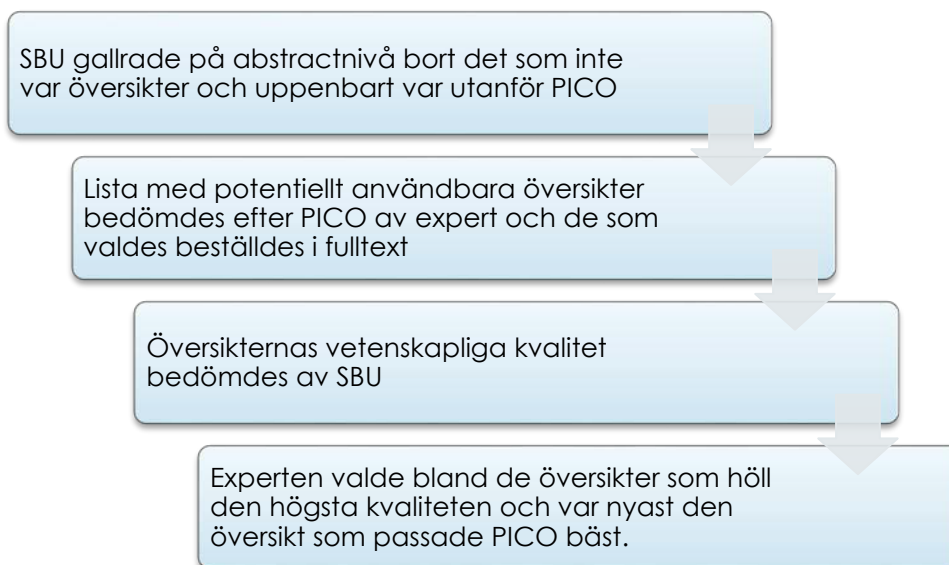 SBU gallrade på abstractnivå bort det som inte
var översikter och uppenbart var utanför PICO
Lista med potentiellt användbara översikter
bedömdes efter PICO av expert och de som
valdes beställdes i fulltext
Översikternas vetenskapliga kvalitet
bedömdes av SBU
Experten valde bland de översikter som höll
den högsta kvaliteten och var nyast den
översikt som passade PICO bäst.